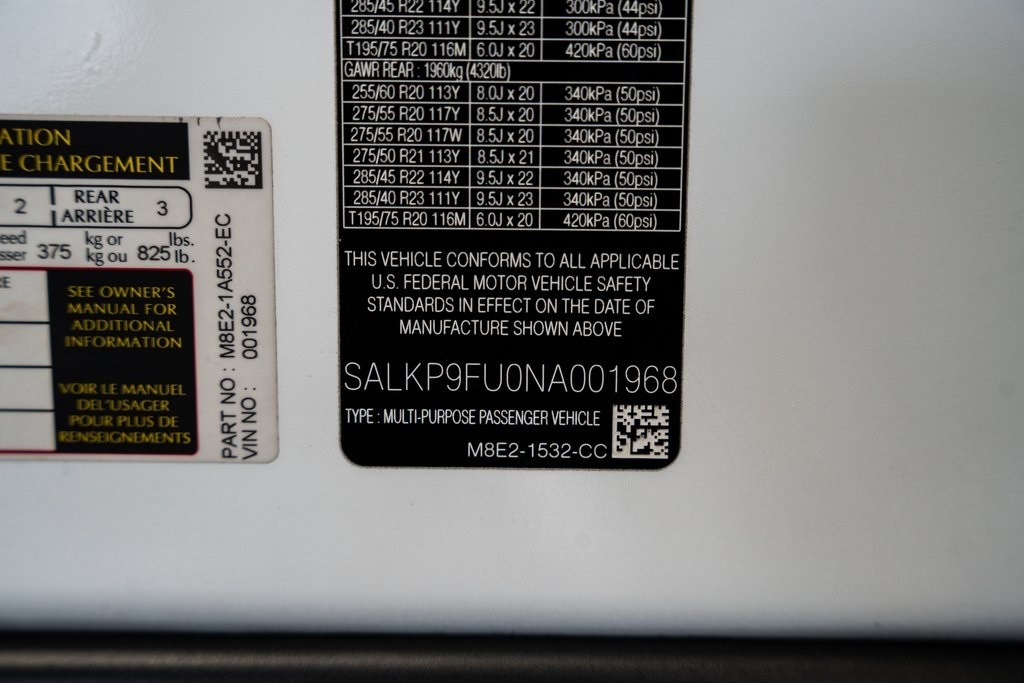 ATION
E CHARGEMENT
2 REAR ARRIÈRE 3
eed sser 375 kg or kg ou 825 lbs. lb.
RE
SEE OWNER'S
MANUAL FOR
ADDITIONAL
INFORMATION
VOIR LE MANUEL
DEL'USAGER
POUR PLUS DE
RENSEIGNEMENTS
PART NO : M8E2-1A552-EC
VIN NO : 001968
285/45 R22 114Y 9.5J x 22 300kPa (44psi)
285/40 R23 111Y 9.5J x 23 300kPa (44psi)
T195/75 R20 116M 6.0J x 20 420kPa (60psi)
GAWR REAR : 1960kg (4320lb)
255/60 R20 113Y 8.0J x 20 340kPa (50psi)
275/55 R20 117Y 8.5J x 20 340kPa (50psi)
275/55 R20 117W 8.5J x 20 340kPa (50psi)
275/50 R21 113Y 8.5J x 21 340kPa (50psi)
285/45 R22 114Y 9.5J x 22 340kPa (50psi)
285/40 R23 111Y 9.5J x 23 340kPa (50psi)
T195/75 R20 116M 6.0J x 20 420kPa (60psi)
THIS VEHICLE CONFORMS TO ALL APPLICABLE
U.S. FEDERAL MOTOR VEHICLE SAFETY
STANDARDS IN EFFECT ON THE DATE OF
MANUFACTURE SHOWN ABOVE
SALKP9FU0NA001968
TYPE : MULTI-PURPOSE PASSENGER VEHICLE
M8E2-1532-CC